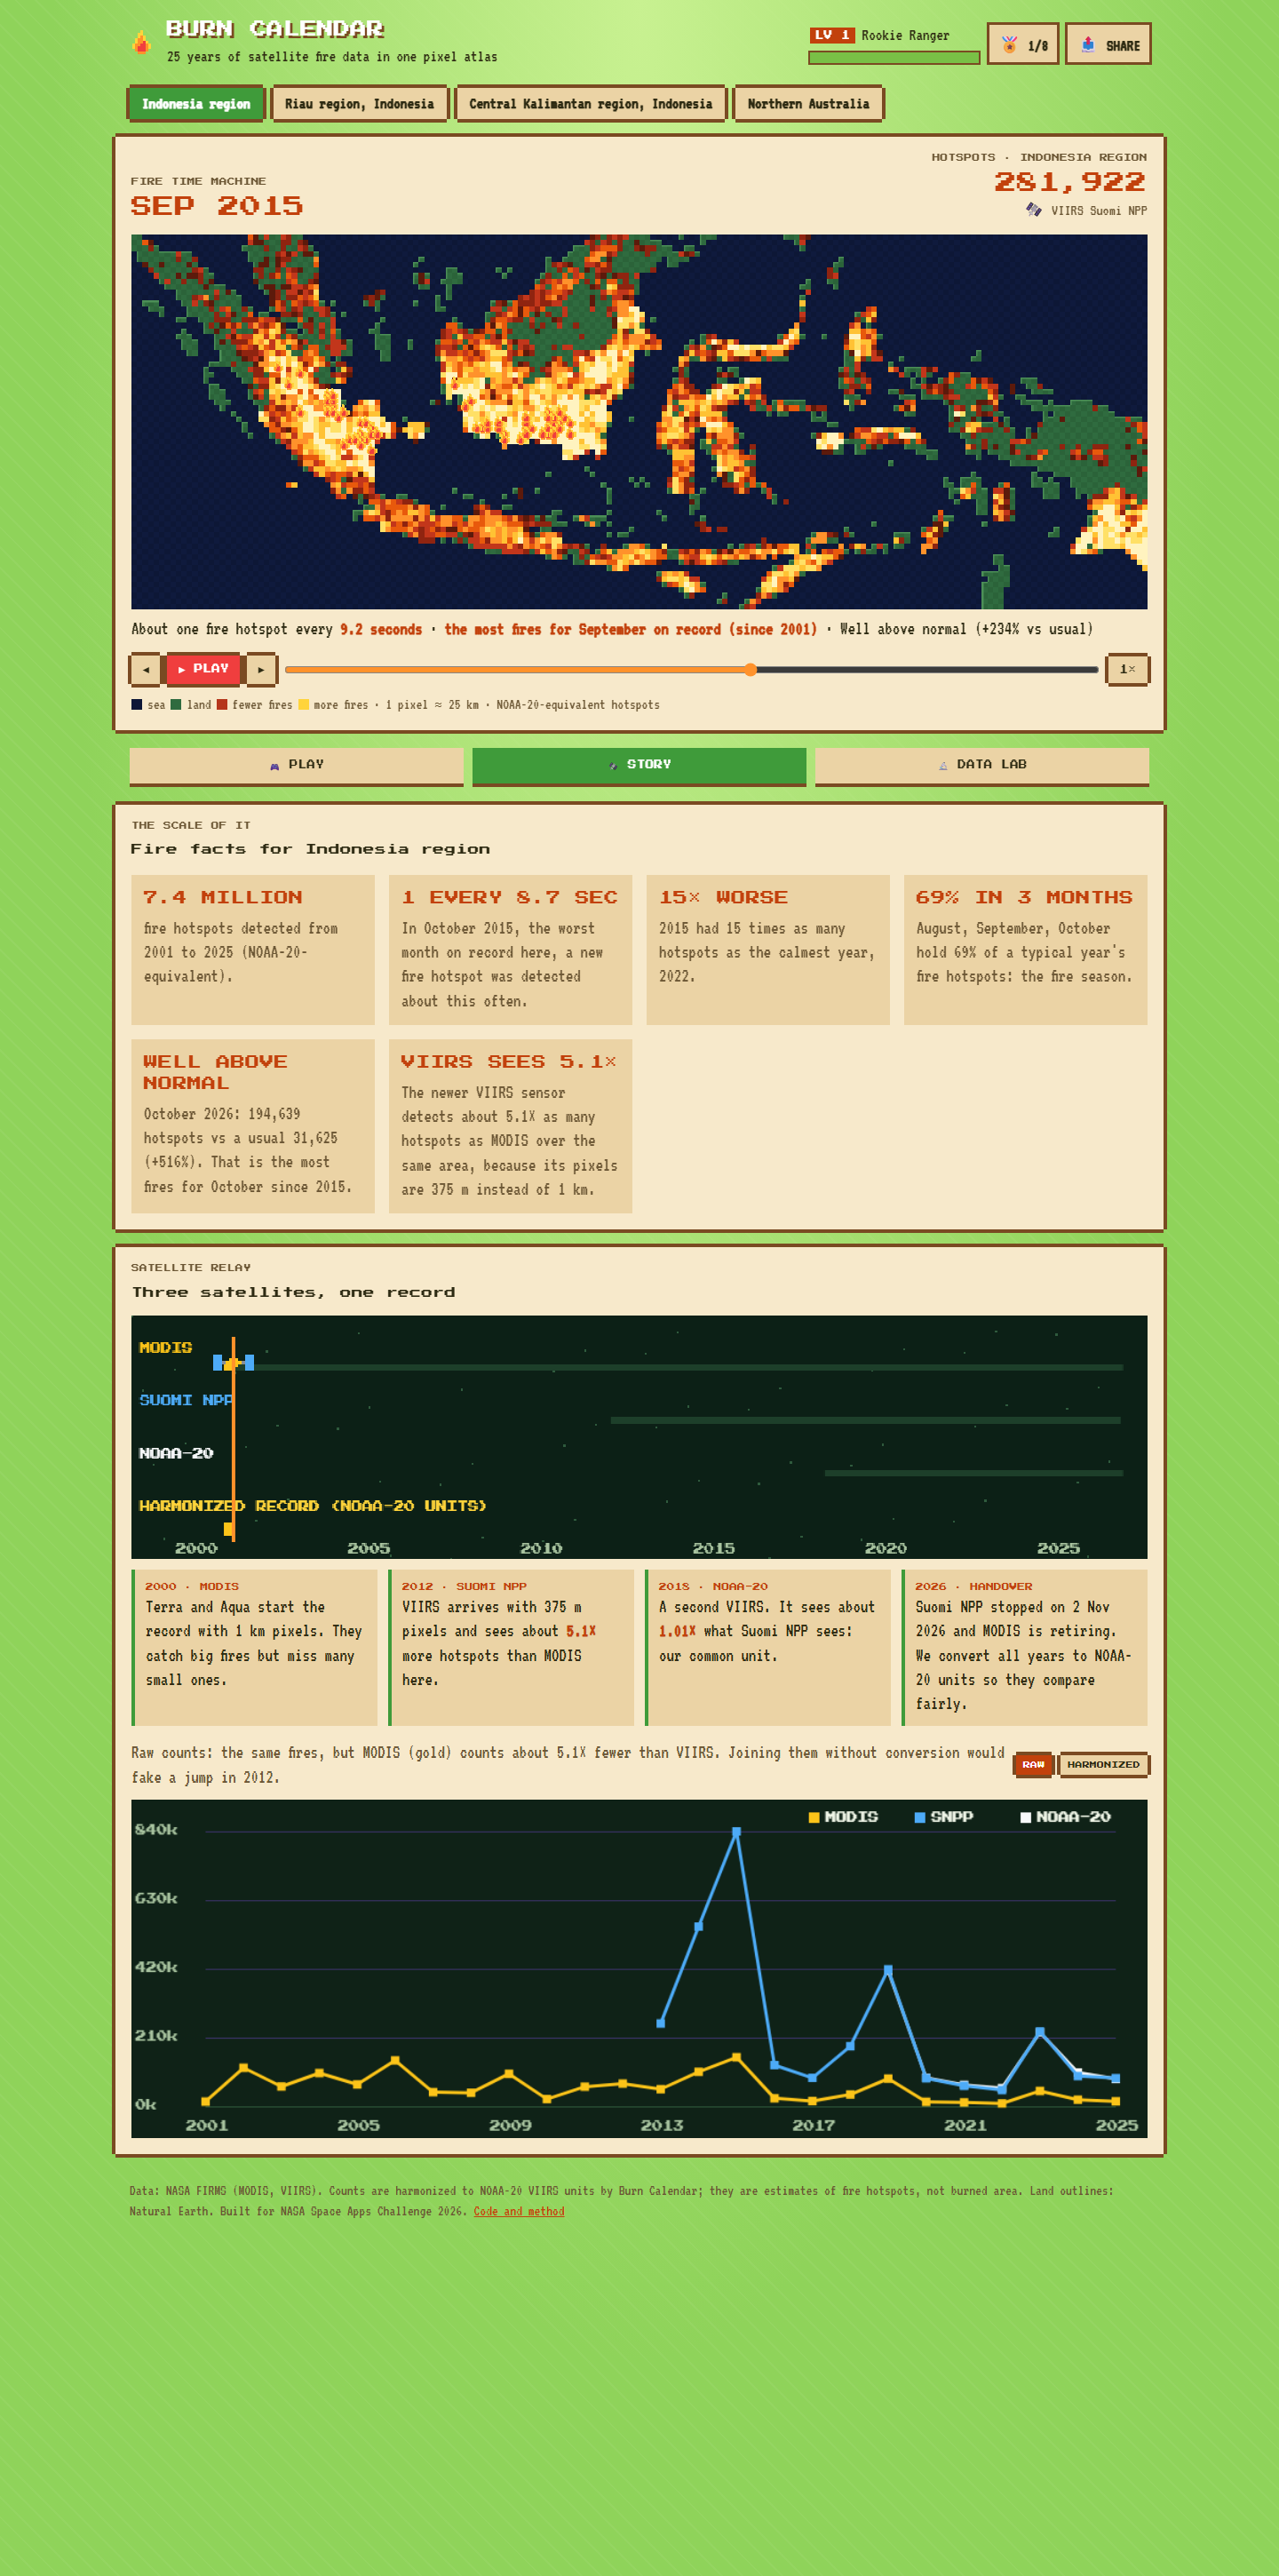 BURN CALENDAR
25 years of satellite fire data in one pixel atlas
LV 1 Rookie Ranger
1/8
SHARE
Indonesia region
Riau region, Indonesia
Central Kalimantan region, Indonesia
Northern Australia
FIRE TIME MACHINE
SEP 2015
HOTSPOTS · INDONESIA REGION
281,922
VIIRS Suomi NPP
About one fire hotspot every 9.2 seconds · the most fires for September on record (since 2001) · Well above normal (+234% vs usual)
◂
▸ PLAY
▸
1×
sea land fewer fires more fires · 1 pixel ≈ 25 km · NOAA-20-equivalent hotspots
PLAY
STORY
DATA LAB
THE SCALE OF IT
Fire facts for Indonesia region
7.4 MILLION
fire hotspots detected from
2001 to 2025 (NOAA-20-
equivalent).
1 EVERY 8.7 SEC
In October 2015, the worst
month on record here, a new
fire hotspot was detected
about this often.
15× WORSE
2015 had 15 times as many
hotspots as the calmest year,
2022.
69% IN 3 MONTHS
August, September, October
hold 69% of a typical year's
fire hotspots: the fire season.
WELL ABOVE
NORMAL
October 2026: 194,639
hotspots vs a usual 31,625
(+516%). That is the most
fires for October since 2015.
VIIRS SEES 5.1×
The newer VIIRS sensor
detects about 5.1X as many
hotspots as MODIS over the
same area, because its pixels
are 375 m instead of 1 km.
SATELLITE RELAY
Three satellites, one record
MODIS
SUOMI NPP
NOAA-20
HARMONIZED RECORD (NOAA-20 UNITS)
2000 2005 2010 2015 2020 2025
2000 · MODIS
Terra and Aqua start the
record with 1 km pixels. They
catch big fires but miss many
small ones.
2012 · SUOMI NPP
VIIRS arrives with 375 m
pixels and sees about 5.1X
more hotspots than MODIS
here.
2018 · NOAA-20
A second VIIRS. It sees about
1.01X what Suomi NPP sees:
our common unit.
2026 · HANDOVER
Suomi NPP stopped on 2 Nov
2026 and MODIS is retiring.
We convert all years to NOAA-
20 units so they compare
fairly.
Raw counts: the same fires, but MODIS (gold) counts about 5.1X fewer than VIIRS. Joining them without conversion would
fake a jump in 2012.
RAW
HARMONIZED
MODIS SNPP NOAA-20
840k
630k
420k
210k
0k
2001 2005 2009 2013 2017 2021 2025
Data: NASA FIRMS (MODIS, VIIRS). Counts are harmonized to NOAA-20 VIIRS units by Burn Calendar; they are estimates of fire hotspots, not burned area. Land outlines:
Natural Earth. Built for NASA Space Apps Challenge 2026. Code and method